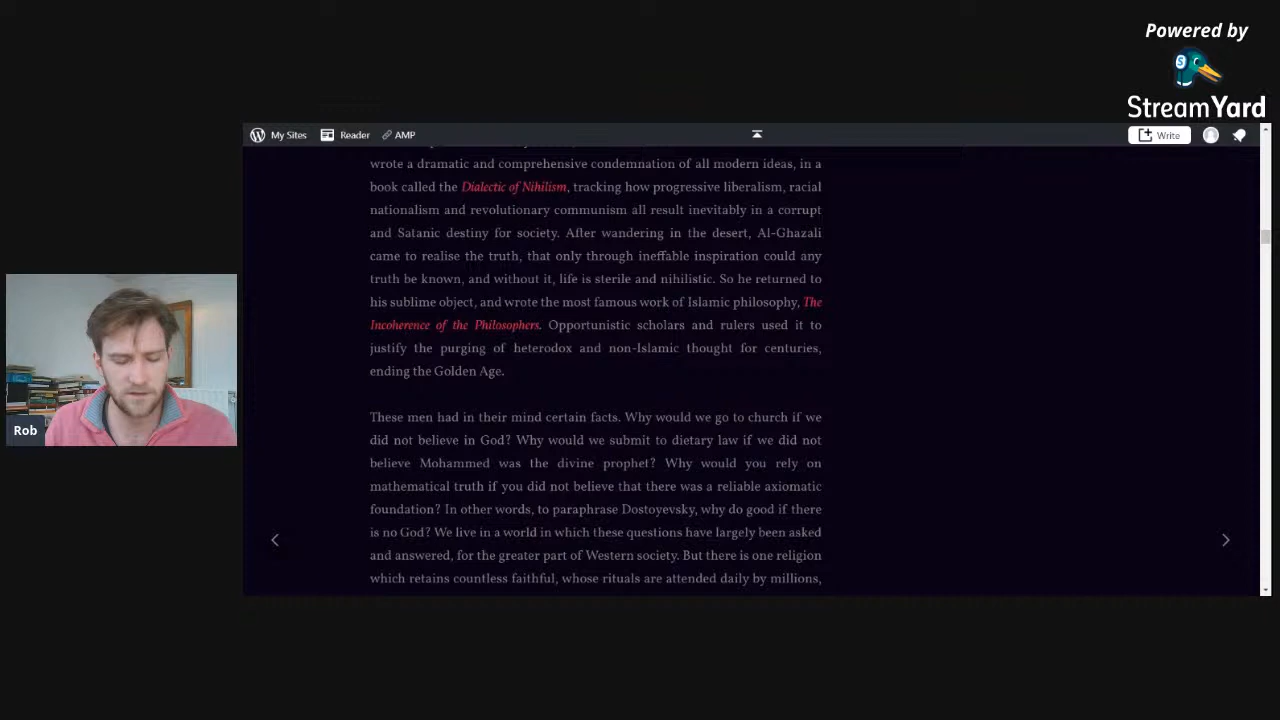 Powered by
StreamYard
My Sites
Reader
AMP
Write
wrote a dramatic and comprehensive condemnation of all modern ideas, in a
book called the Dialectic of Nihilism, tracking how progressive liberalism, racial
nationalism and revolutionary communism all result inevitably in a corrupt
and Satanic destiny for society. After wandering in the desert, Al-Ghazali
came to realise the truth, that only through ineffable inspiration could any
truth be known, and without it, life is sterile and nihilistic. So he returned to
his sublime object, and wrote the most famous work of Islamic philosophy, The
Incoherence of the Philosophers. Opportunistic scholars and rulers used it to
justify the purging of heterodox and non-Islamic thought for centuries,
ending the Golden Age.
These men had in their mind certain facts. Why would we go to church if we
did not believe in God? Why would we submit to dietary law if we did not
believe Mohammed was the divine prophet? Why would you rely on
mathematical truth if you did not believe that there was a reliable axiomatic
foundation? In other words, to paraphrase Dostoyevsky, why do good if there
is no God? We live in a world in which these questions have largely been asked
and answered, for the greater part of Western society. But there is one religion
which retains countless faithful, whose rituals are attended daily by millions,
Rob